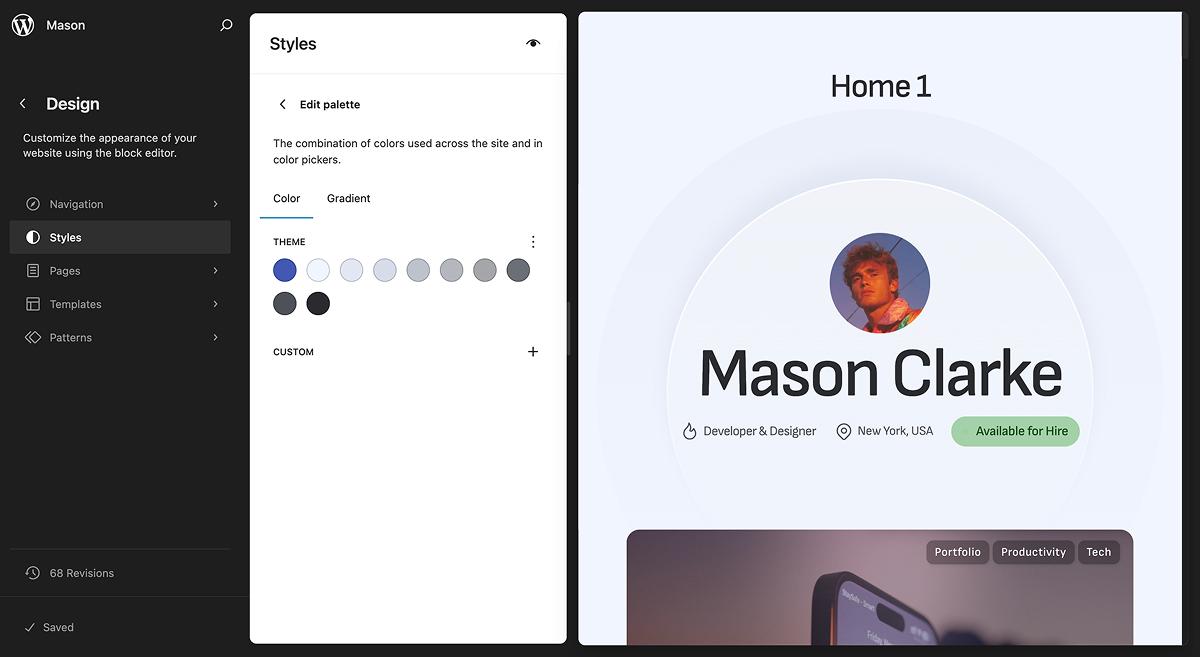 Mason
Design
Customize the appearance of your
website using the block editor.
Navigation
Styles
Pages
Templates
Patterns
68 Revisions
Saved
Styles
Edit palette
The combination of colors used across the site and in
color pickers.
Color
Gradient
THEME
CUSTOM
Home 1
Mason Clarke
Developer & Designer
New York, USA
Available for Hire
Portfolio
Productivity
Tech